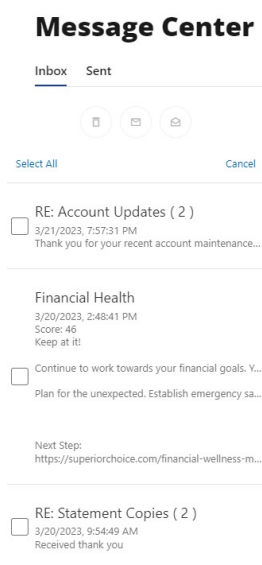 Message Center
Inbox Sent
Select All Cancel
RE: Account Updates ( 2 )
3/21/2023, 7:57:31 PM
Thank you for your recent account maintenance...
Financial Health
3/20/2023, 2:48:41 PM
Score: 46
Keep at it!
Continue to work towards your financial goals. Y...
Plan for the unexpected. Establish emergency sa...
Next Step:
https://superiorchoice.com/financial-wellness-m...
RE: Statement Copies ( 2 )
3/20/2023, 9:54:49 AM
Received thank you